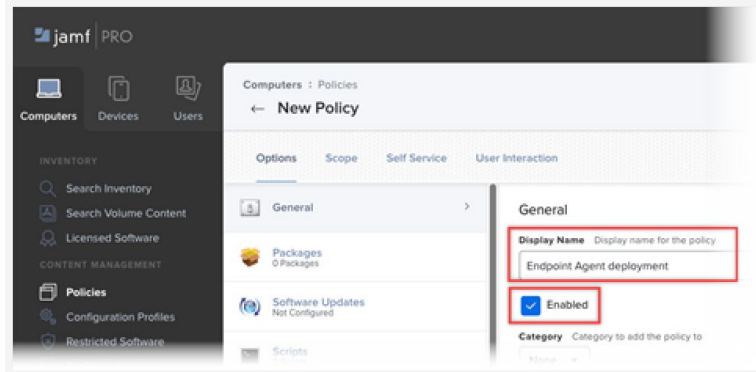 jamf PRO
Computers
Devices
Users
Computers : Policies
← New Policy
Options
Scope
Self Service
User Interaction
INVENTORY
Search Inventory
Search Volume Content
Licensed Software
CONTENT MANAGEMENT
Policies
Configuration Profiles
Restricted Software
General
Packages
0 Packages
Software Updates
Not Configured
Scripts
General
Display Name Display name for the policy
Endpoint Agent deployment
Enabled
Category Category to add the policy to
None